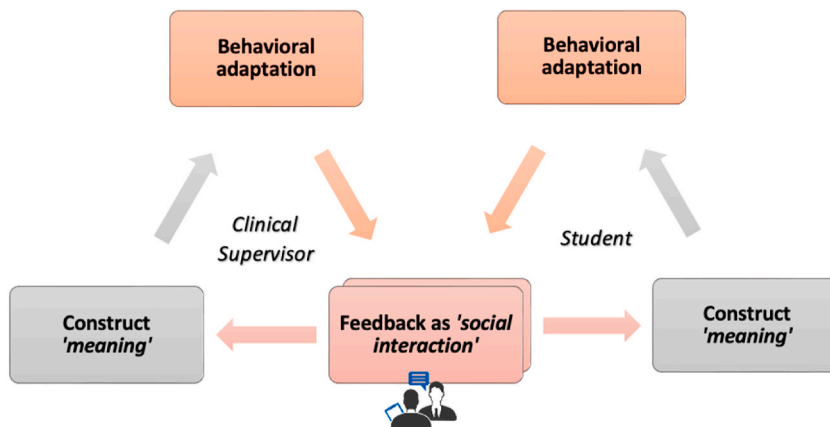 Behavioral
adaptation
Behavioral
adaptation
Clinical
Supervisor
Student
Construct
'meaning'
Feedback as 'social
interaction'
Construct
'meaning'